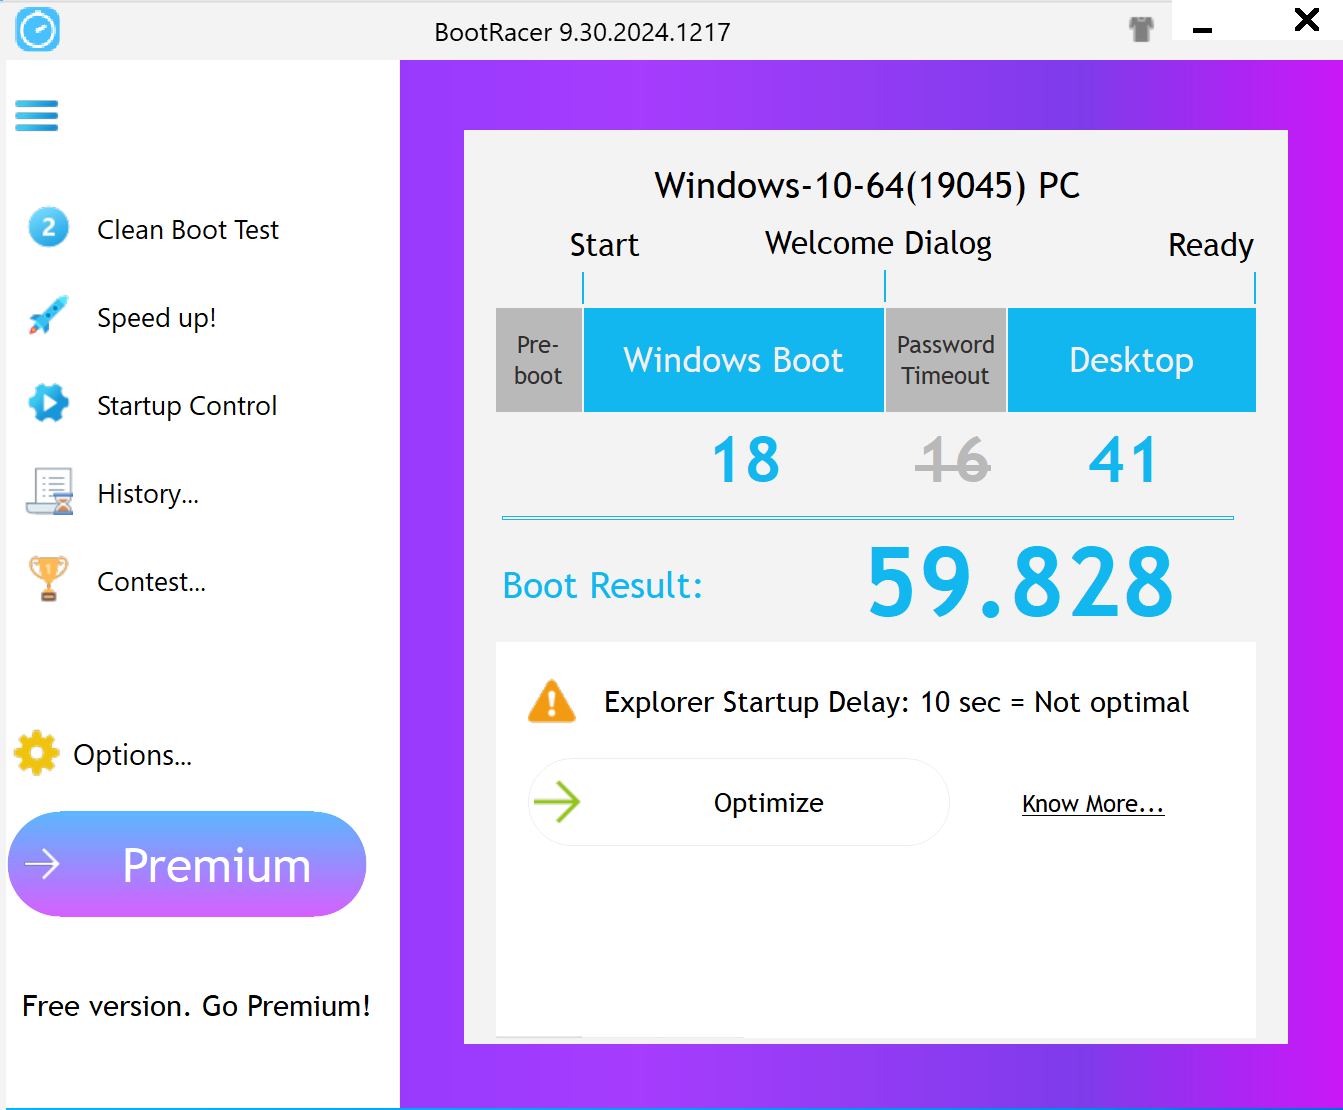 BootRacer 9.30.2024.1217
2 Clean Boot Test
Speed up!
Startup Control
History...
1
Contest...
Options...
Premium
Free version. Go Premium!
Windows-10-64(19045) PC
Start Welcome Dialog Ready
Pre-
boot
Windows Boot
Password
Timeout
Desktop
18 16 41
Boot Result: 59.828
Explorer Startup Delay: 10 sec = Not optimal
Optimize Know More...